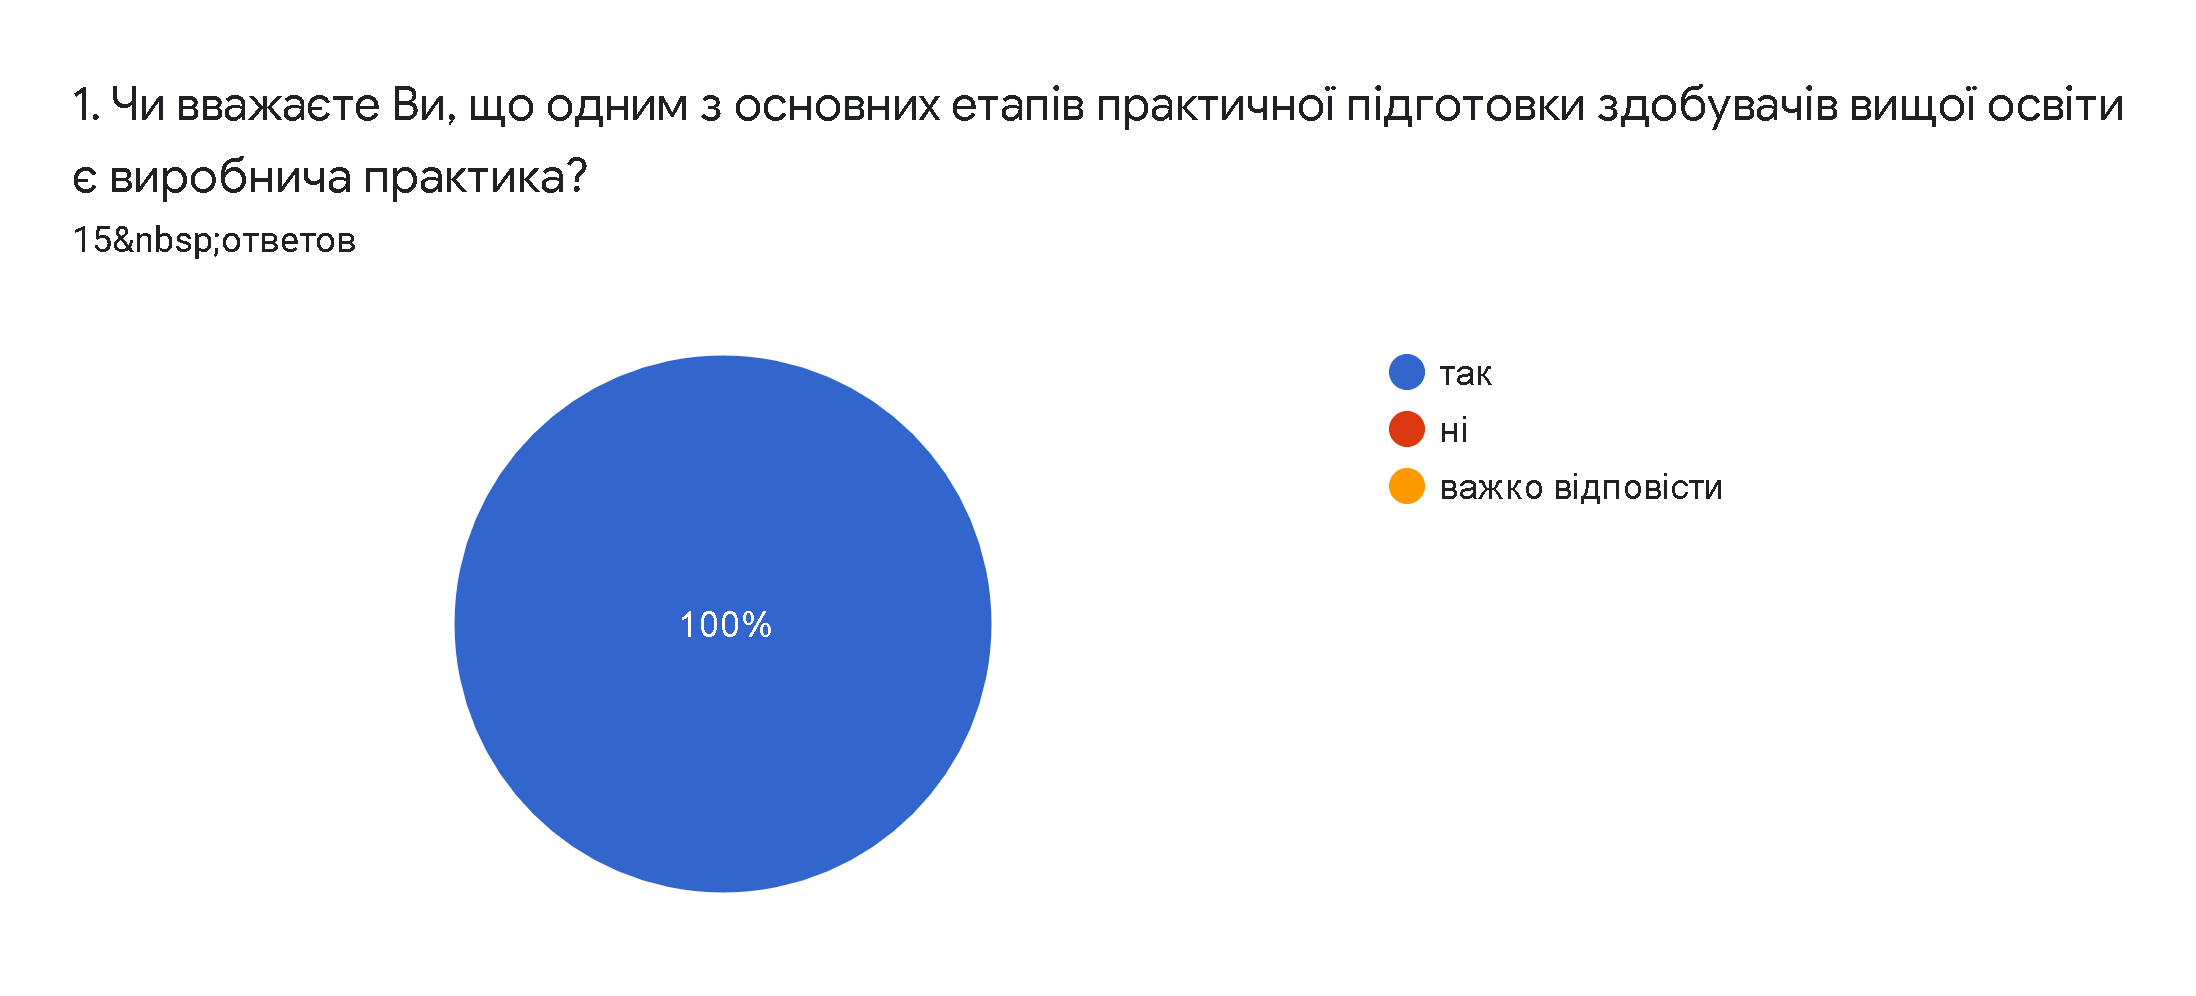 1. Чи вважаєте Ви, що одним з основних етапів практичної підготовки здобувачів вищої освіти
є виробнича практика?
15&nbsp;ответов
так
ні
важко відповісти
100%